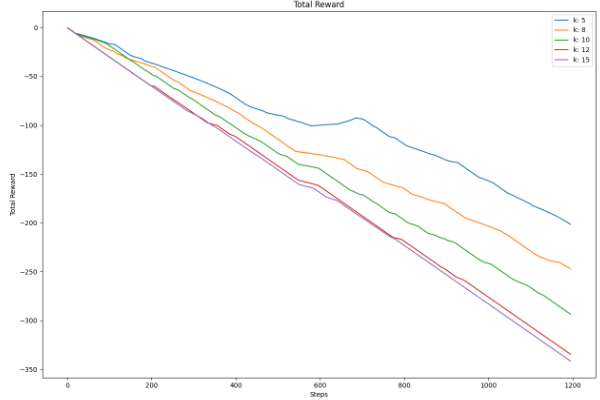 Total Reward
k: 5
k: 8
k: 10
k: 12
k: 15
Total Reward
0
−50
−100
−150
−200
−250
−300
−350
0
200
400
600
800
1000
1200
Steps